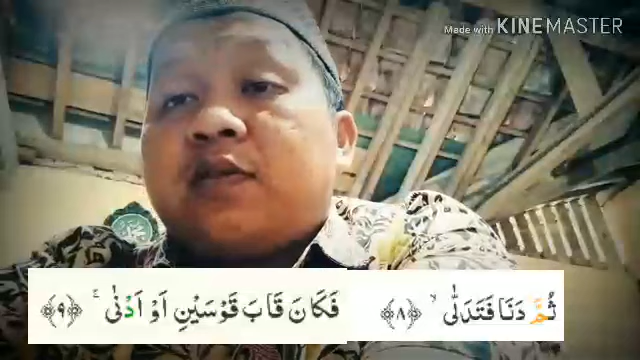 Made with KINEMASTER
ثُمَّ دَنَا فَتَدَلّٰى ۙ ﴿٨﴾ فَكَانَ قَابَ قَوْسَيْنِ اَوْ اَدْنٰى ۚ ﴿٩﴾